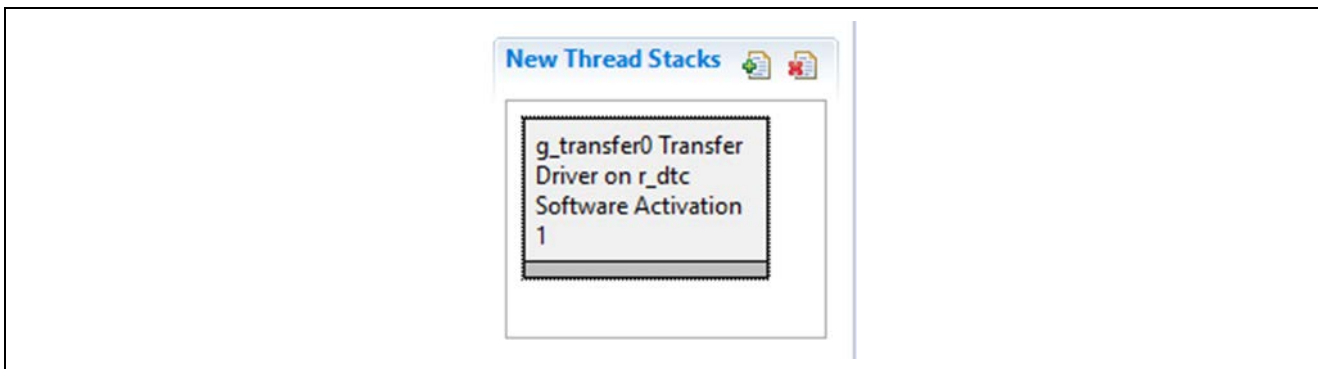 New Thread Stacks
g_transfer0 Transfer
Driver on r_dtc
Software Activation
1